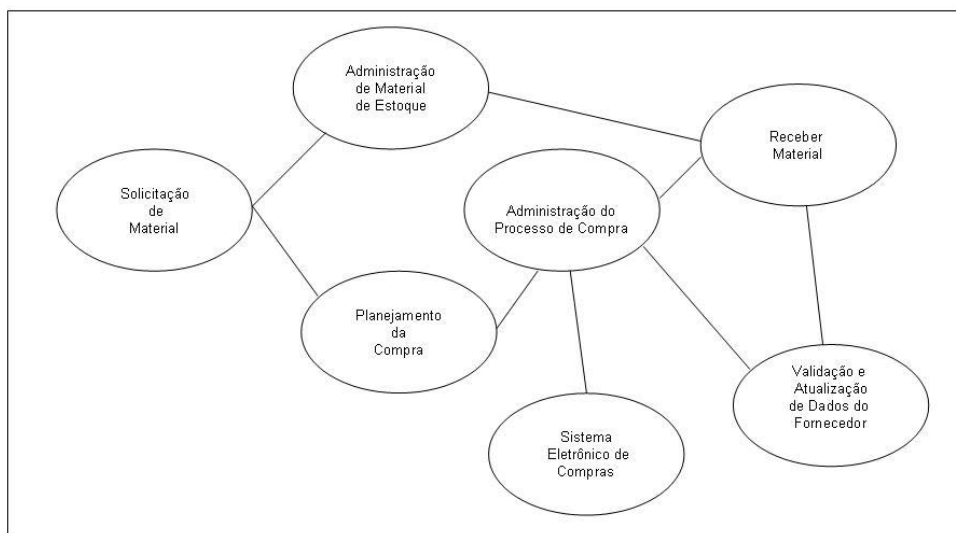 Administração
de Material
de Estoque
Receber
Material
Solicitação
de
Material
Administração do
Processo de Compra
Planejamento
da
Compra
Validação e
Atualização
de Dados do
Fornecedor
Sistema
Eletrônico de
Compras